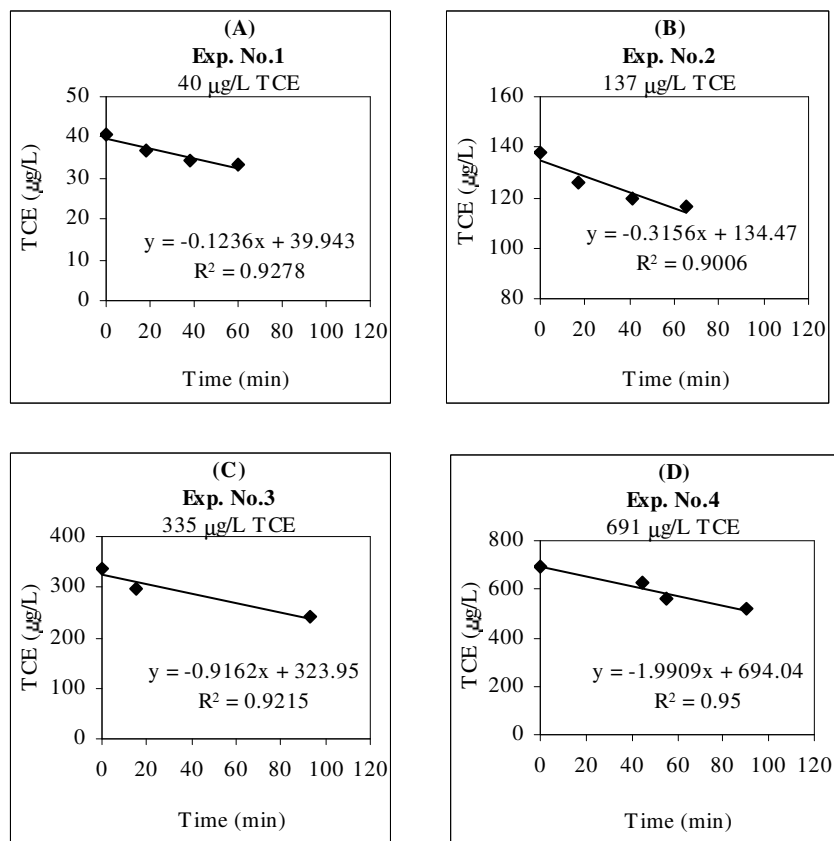 (A)
Exp. No.1
40 μg/L TCE
50
40
30
20
10
0
TCE (μg/L)
y = -0.1236x + 39.943
R² = 0.9278
0 20 40 60 80 100 120
Time (min)
(B)
Exp. No.2
137 μg/L TCE
160
140
120
100
80
TCE (μg/L)
y = -0.3156x + 134.47
R² = 0.9006
0 20 40 60 80 100 120
Time (min)
(C)
Exp. No.3
335 μg/L TCE
400
300
200
100
0
TCE (μg/L)
y = -0.9162x + 323.95
R² = 0.9215
0 20 40 60 80 100 120
Time (min)
(D)
Exp. No.4
691 μg/L TCE
800
600
400
200
0
TCE (μg/L)
y = -1.9909x + 694.04
R² = 0.95
0 20 40 60 80 100 120
Time (min)